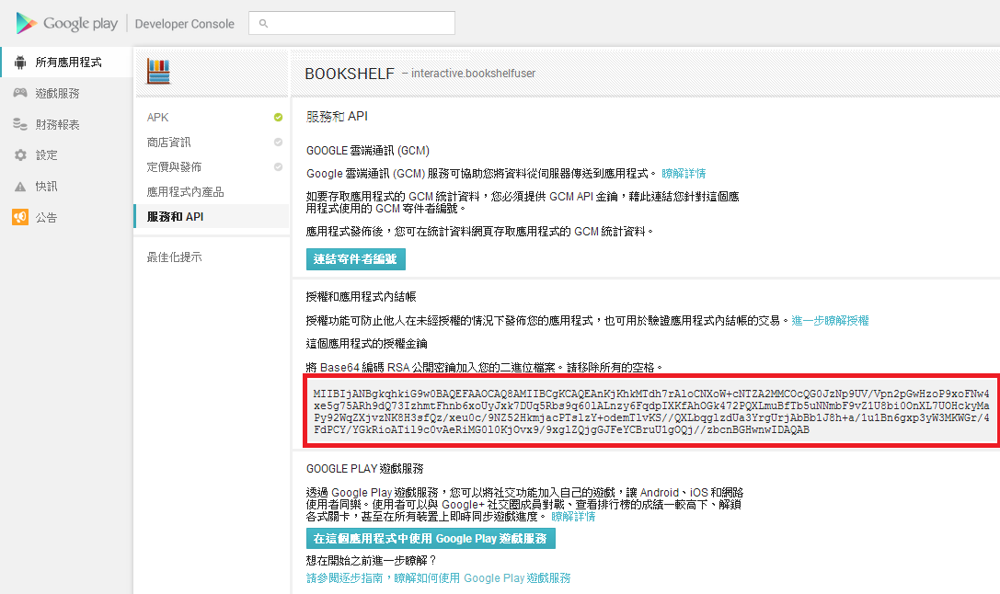 Google play
Developer Console
所有應用程式
遊戲服務
財務報表
設定
快訊
公告
BOOKSHELF – interactive.bookshelfuser
APK
商店資訊
定價與發佈
應用程式內產品
服務和 API
最佳化提示
服務和 API
GOOGLE 雲端通訊 (GCM)
Google 雲端通訊 (GCM) 服務可協助您將資料從伺服器傳送到應用程式。 瞭解詳情
如要存取應用程式的 GCM 統計資料，您必須提供 GCM API 金鑰，藉此連結您針對這個應
用程式使用的 GCM 寄件者編號。
應用程式發佈後，您可在統計資料網頁存取應用程式的 GCM 統計資料。
連結寄件者編號
授權和應用程式內結帳
授權功能可防止他人在未經授權的情況下發佈您的應用程式，也可用於驗證應用程式內結帳的交易。進一步瞭解授權
這個應用程式的授權金鑰
將 Base64 編碼 RSA 公開密鑰加入您的二進位檔案。請移除所有的空格。
MIIBIjANBgkqhkiG9w0BAQEFAAOCAQ8AMIIBCgKCAQEAnKjKhkMTdh7rAloCNXoW+cNTZA2MMCOcQG0JzNp9UV/Vpn2pGwHzoP9xoFNw4
xe5g75ARh9dQ73IzhmtFhnb6xoUyJxk7DUq5Rbs9q60lALnzy6FqdpIXKfAhOGk472PQXLmuBfTb5uNNmbF9vZ1U8bi0OnXL7UOHckyMa
Py92WqZXjvzNK8H3sfQz/xeu0c/9NZ52HkmjacPTslzY+odemTlvKS//QXLbqglzdUa3YrgUrjAbBb1J8h+a/1u1Bn6gxp3yW3MKWGr/4
FdPCY/YGkRioATil9c0vAeRiMG0l0KjOvx9/9xglZQjgGJFeYCBruU1gOQj//zbcnBGHwnwIDAQAB
GOOGLE PLAY 遊戲服務
透過 Google Play 遊戲服務，您可以將社交功能加入自己的遊戲，讓 Android、iOS 和網路
使用者同樂。使用者可以與 Google+ 社交圈成員對戰、查看排行榜的成績一較高下、解鎖
各式關卡，甚至在所有裝置上即時同步遊戲進度。 瞭解詳情
在這個應用程式中使用 Google Play 遊戲服務
想在開始之前進一步瞭解？
請參閱逐步指南，瞭解如何使用 Google Play 遊戲服務